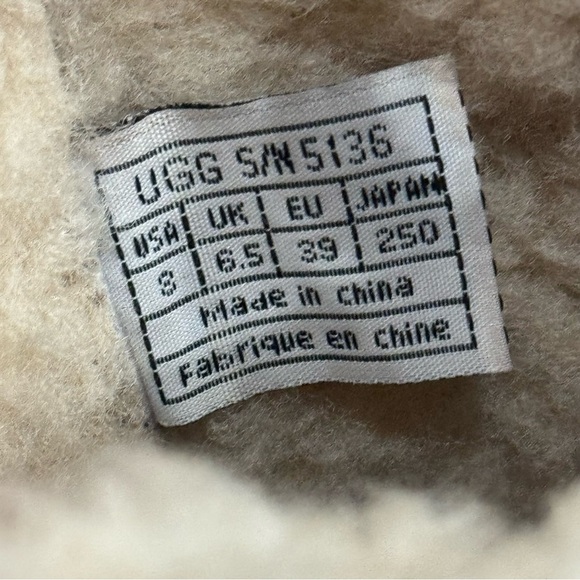 UGG S/N 5136
USA UK EU JAPAN
8 6.5 39 250
Made in China
Fabrique en Chine